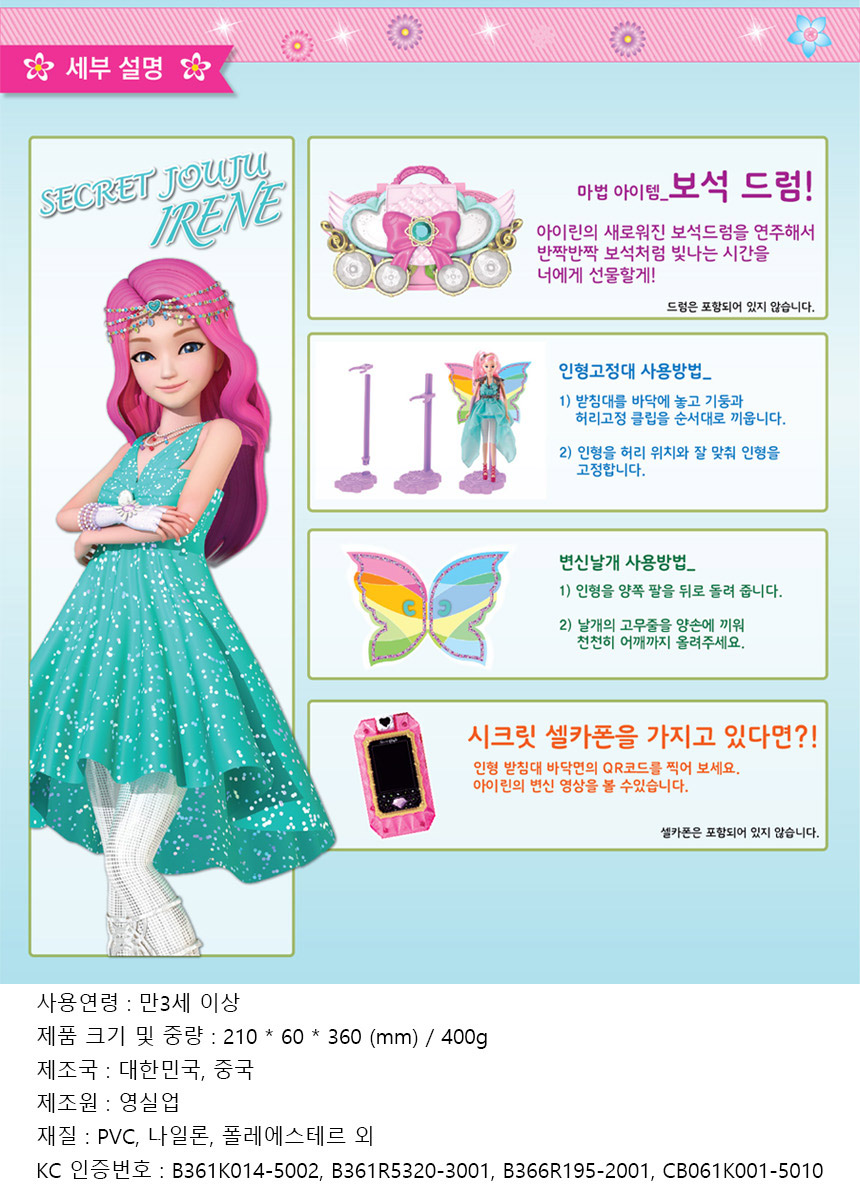 세부 설명
SECRET JOUJU
IRENE
마법 아이템_보석 드럼!
아이린의 새로워진 보석드럼을 연주해서
반짝반짝 보석처럼 빛나는 시간을
너에게 선물할게!
드럼은 포함되어 있지 않습니다.
인형고정대 사용방법_
1) 받침대를 바닥에 놓고 기둥과
허리고정 클립을 순서대로 끼웁니다.
2) 인형을 허리 위치와 잘 맞춰 인형을
고정합니다.
변신날개 사용방법_
1) 인형을 양쪽 팔을 뒤로 돌려 줍니다.
2) 날개의 고무줄을 양손에 끼워
천천히 어깨까지 올려주세요.
시크릿 셀카폰을 가지고 있다면?!
인형 받침대 바닥면의 QR코드를 찍어 보세요.
아이린의 변신 영상을 볼 수있습니다.
셀카폰은 포함되어 있지 않습니다.
사용연령 : 만3세 이상
제품 크기 및 중량 : 210 * 60 * 360 (mm) / 400g
제조국 : 대한민국, 중국
제조원 : 영실업
재질 : PVC, 나일론, 폴레에스테르 외
KC 인증번호 : B361K014-5002, B361R5320-3001, B366R195-2001, CB061K001-5010